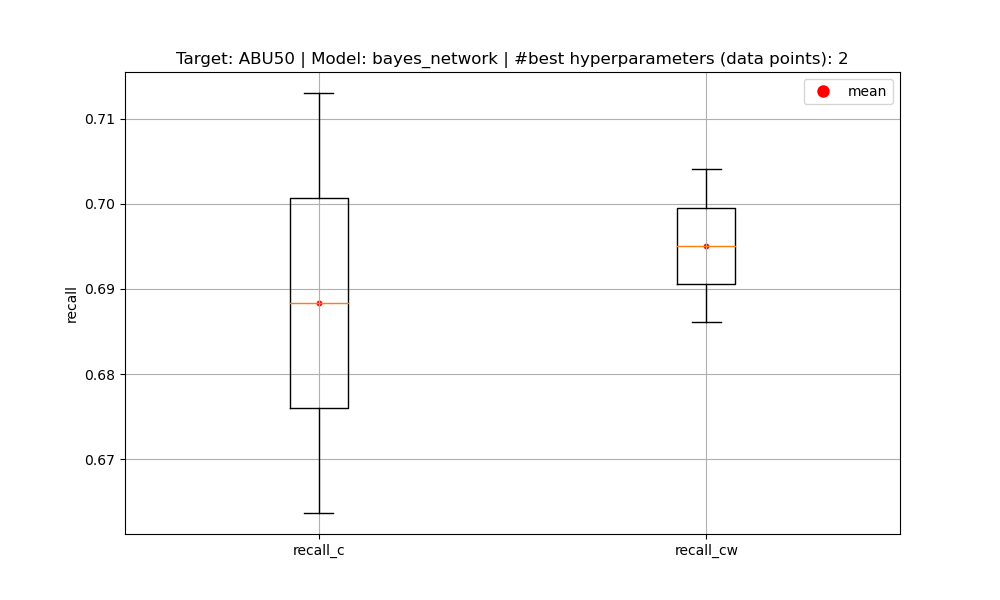 Target: ABU50 | Model: bayes_network | #best hyperparameters (data points): 2
mean
0.71
0.70
0.69
0.68
0.67
recall
recall_c
recall_cw